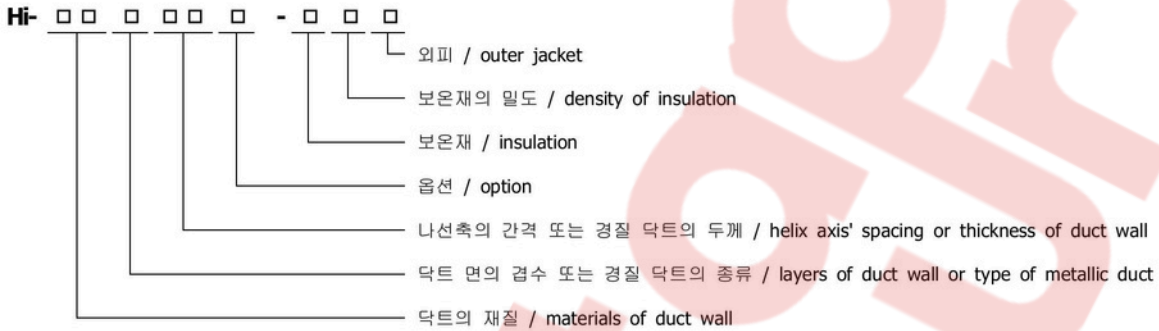 Hi- □□ □ □□ □ - □ □ □
외피 / outer jacket
보온재의 밀도 / density of insulation
보온재 / insulation
옵션 / option
나선축의 간격 또는 경질 닥트의 두께 / helix axis' spacing or thickness of duct wall
닥트 면의 겹수 또는 경질 닥트의 종류 / layers of duct wall or type of metallic duct
닥트의 재질 / materials of duct wall